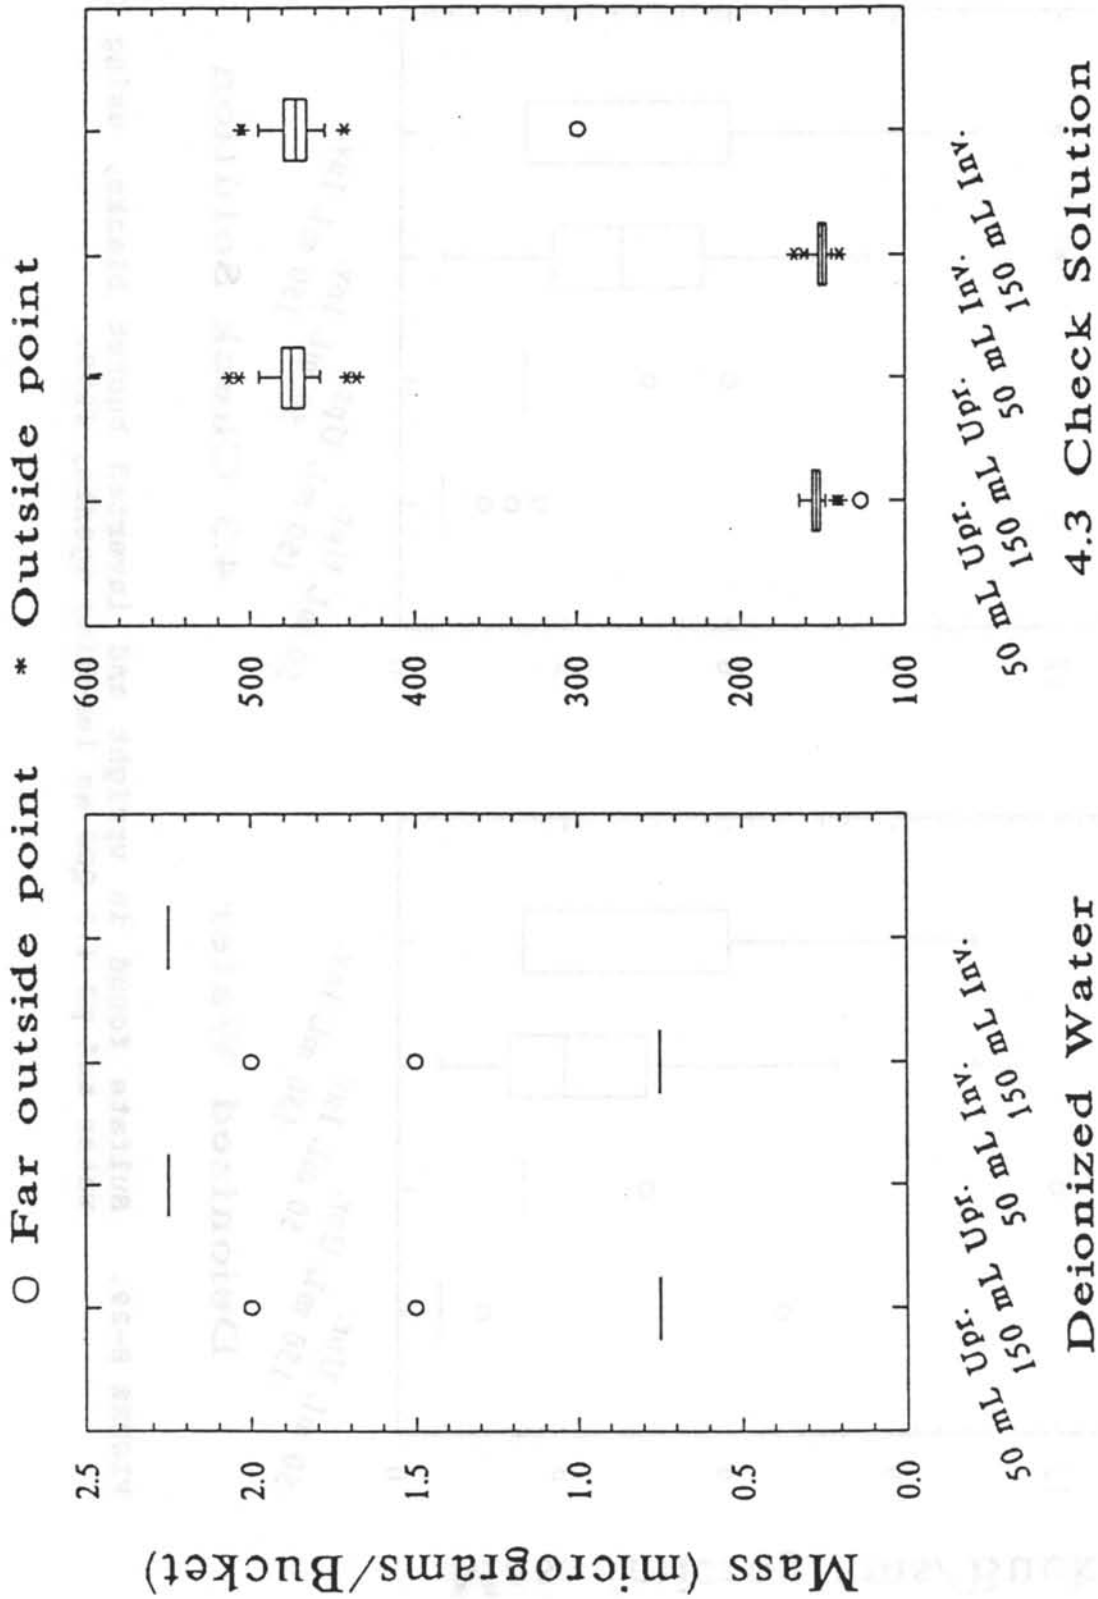 O Far outside point * Outside point
Mass (micrograms/Bucket)
2.5
2.0
1.5
1.0
0.5
0.0
50 mL Upr.
150 mL Upr.
50 mL Inv.
150 mL Inv.
Deionized Water
600
500
400
300
200
100
50 mL Upr.
150 mL Upr.
50 mL Inv.
150 mL Inv.
4.3 Check Solution